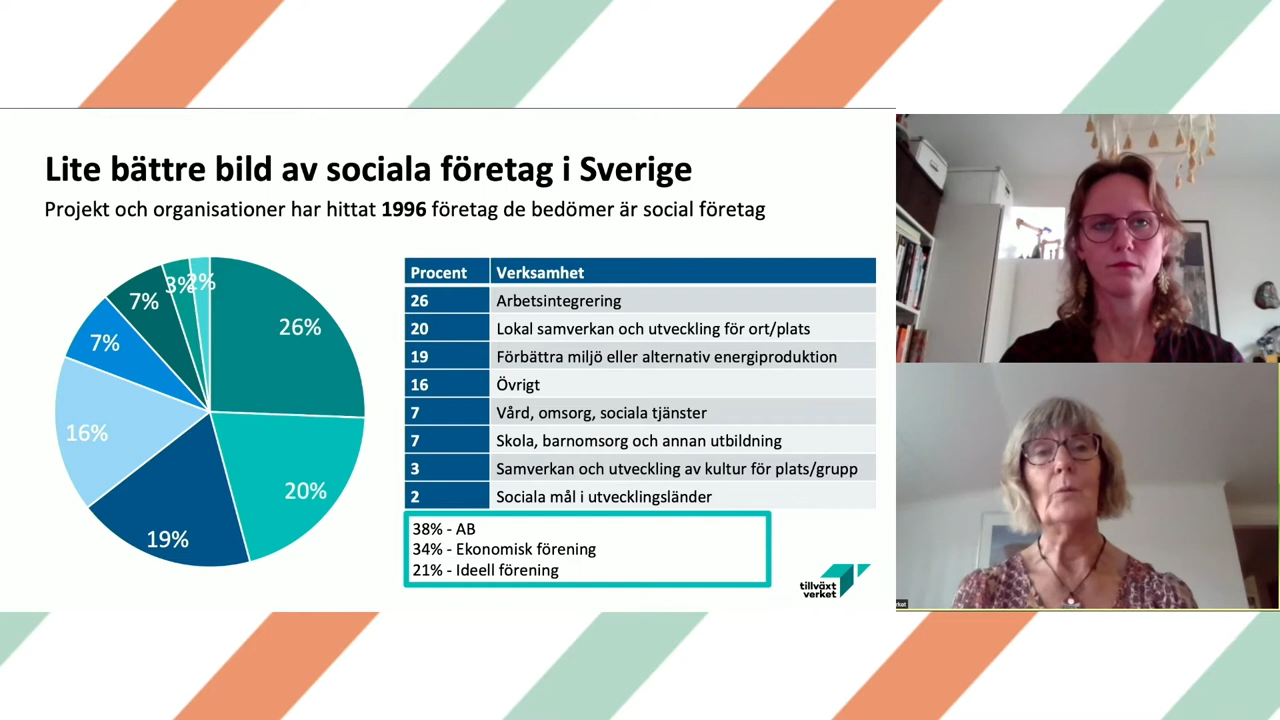 Lite bättre bild av sociala företag i Sverige
Projekt och organisationer har hittat 1996 företag de bedömer är social företag
26%
20%
19%
16%
7%
7%
3%
2%
Procent Verksamhet
26 Arbetsintegrering
20 Lokal samverkan och utveckling för ort/plats
19 Förbättra miljö eller alternativ energiproduktion
16 Övrigt
7 Vård, omsorg, sociala tjänster
7 Skola, barnomsorg och annan utbildning
3 Samverkan och utveckling av kultur för plats/grupp
2 Sociala mål i utvecklingsländer
38% - AB
34% - Ekonomisk förening
21% - Ideell förening
tillväxt
verket